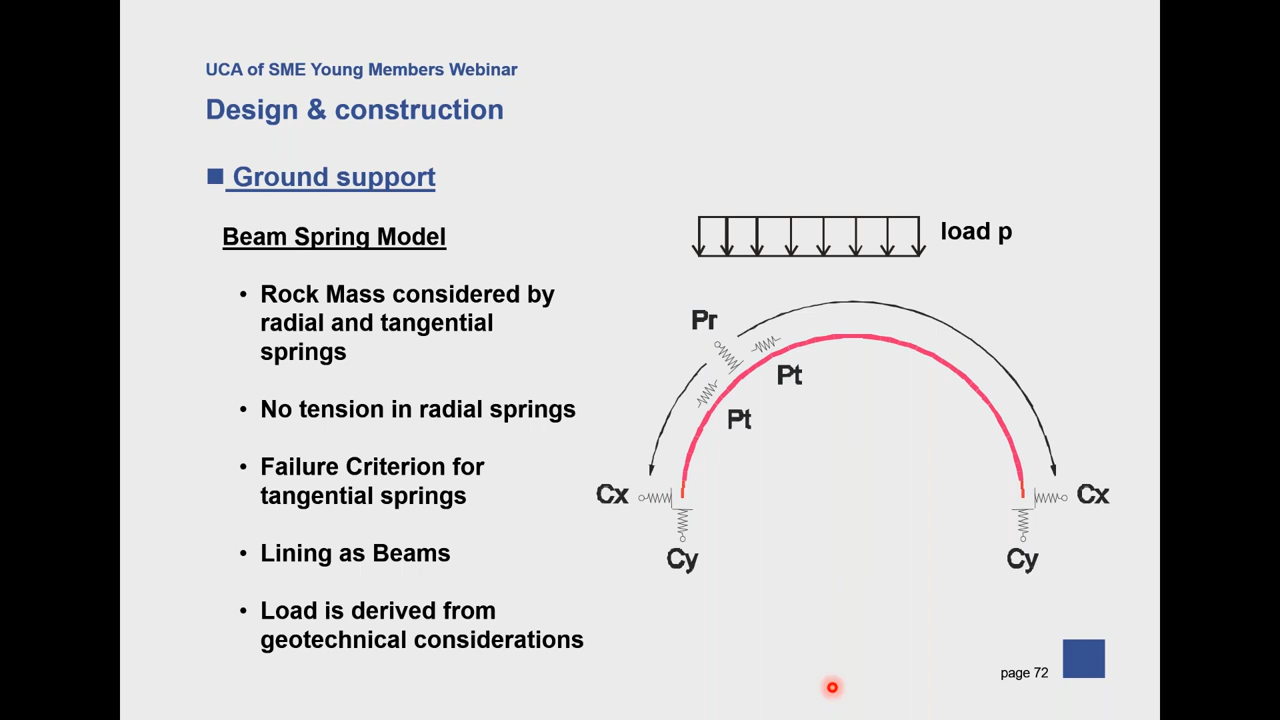 UCA of SME Young Members Webinar
Design & construction
Ground support
Beam Spring Model
• Rock Mass considered by
radial and tangential
springs
• No tension in radial springs
• Failure Criterion for
tangential springs
• Lining as Beams
• Load is derived from
geotechnical considerations
load p
Pr
Pt
Pt
Cx
Cx
Cy
Cy
page 72